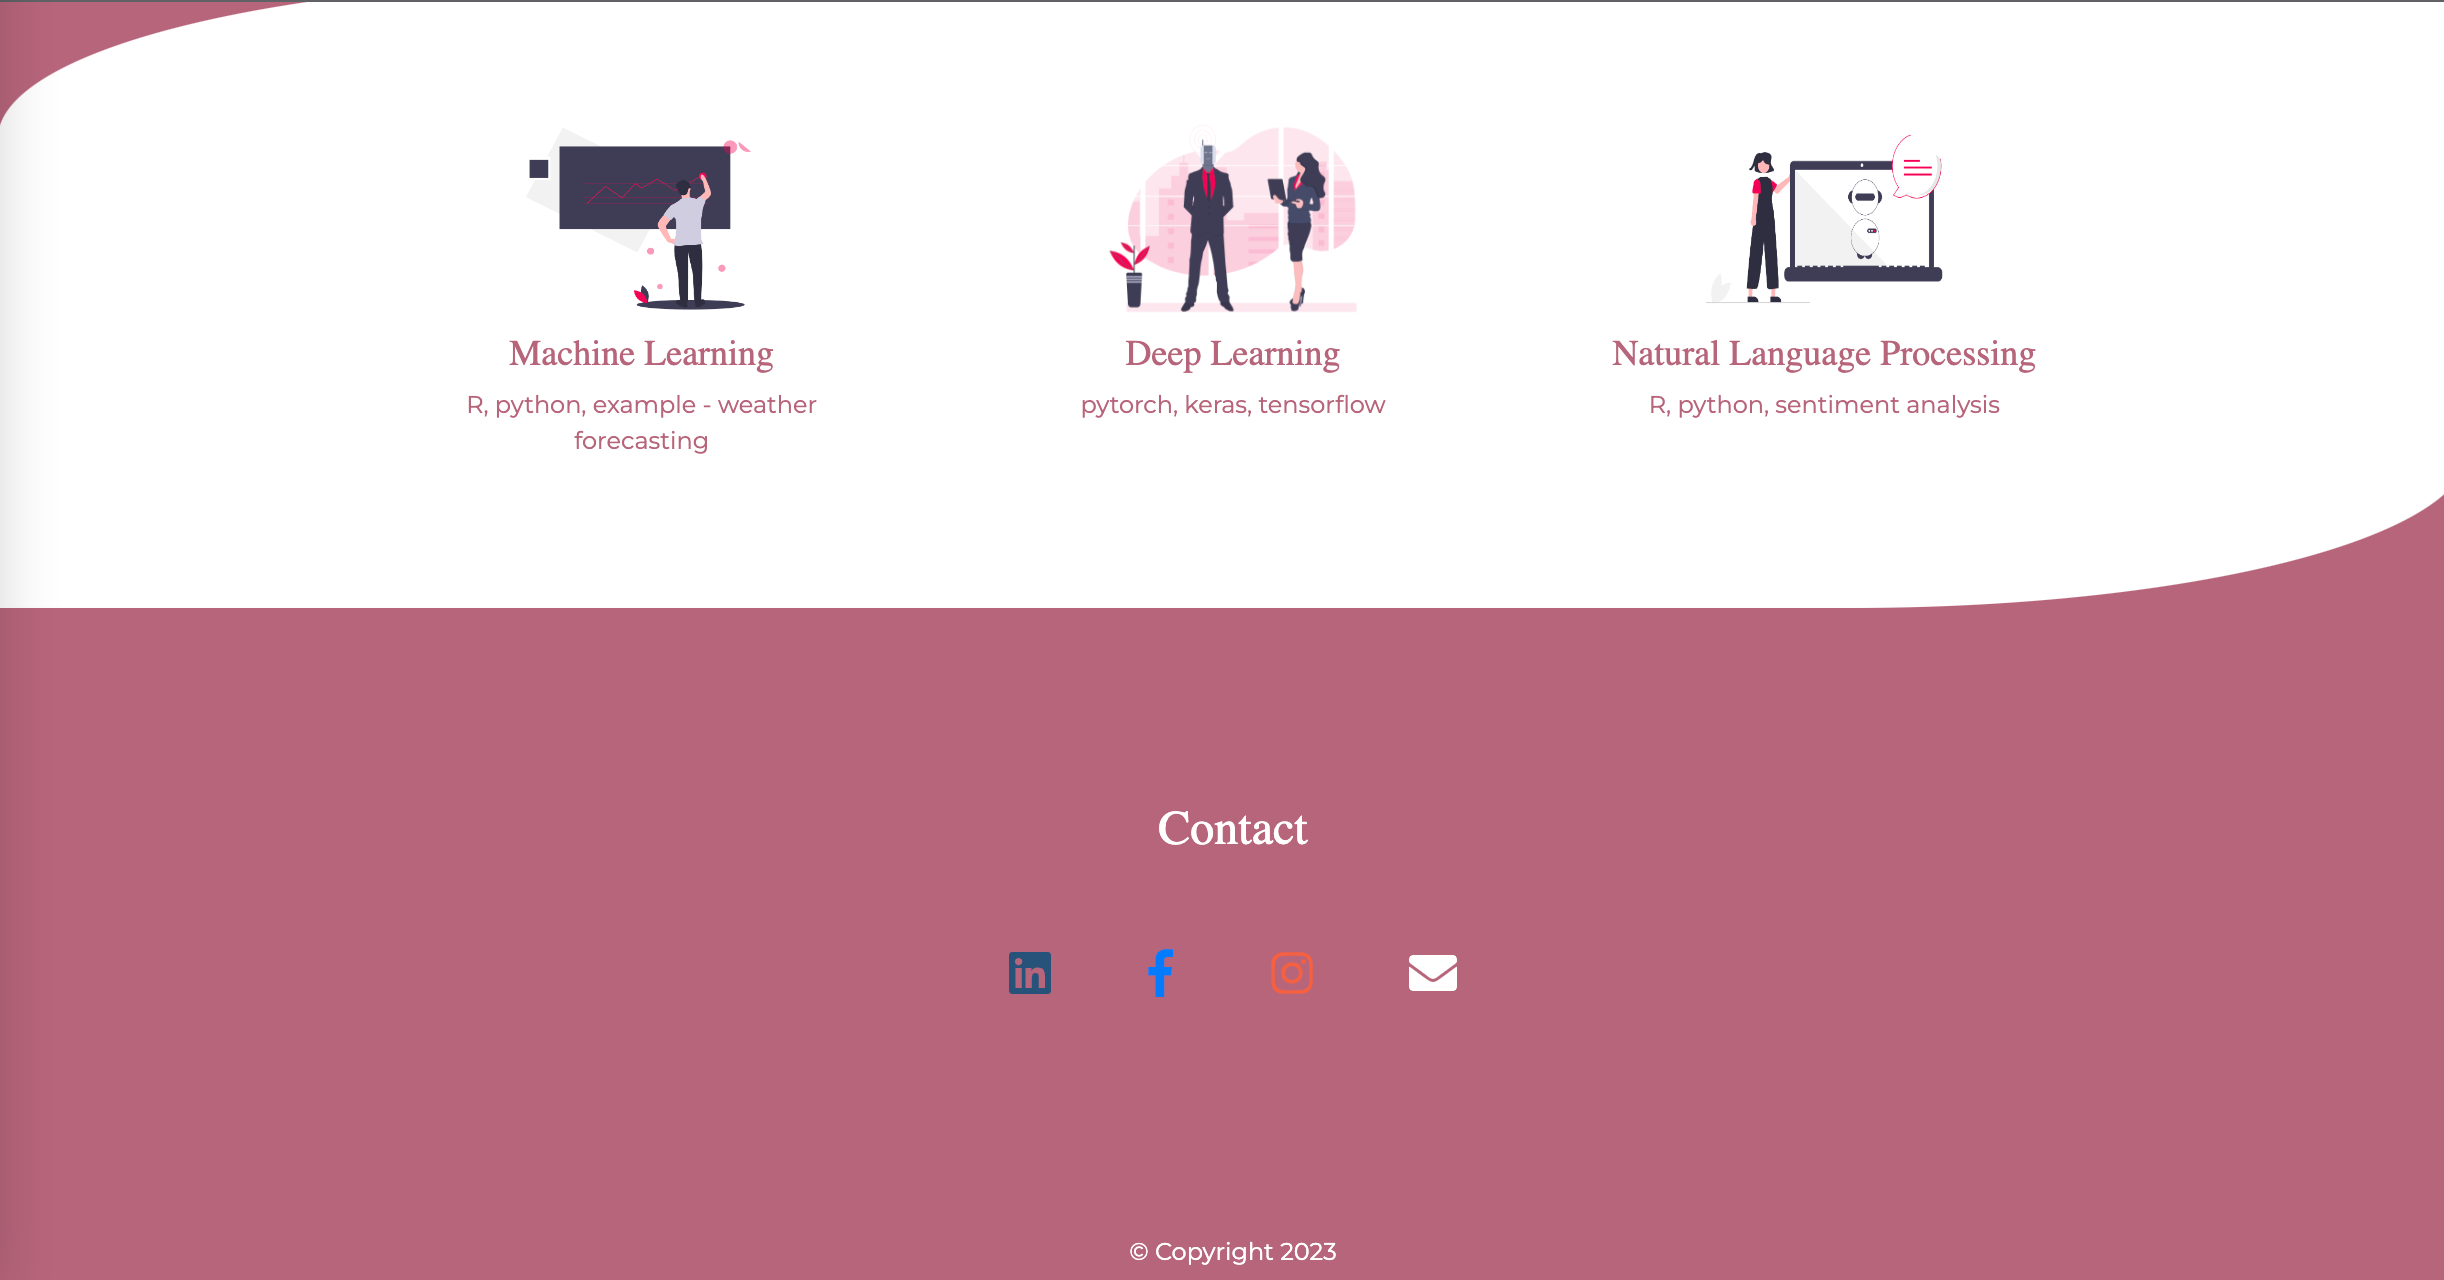 Machine Learning
R, python, example - weather
forecasting
Deep Learning
pytorch, keras, tensorflow
Natural Language Processing
R, python, sentiment analysis
Contact
in
f
© Copyright 2023